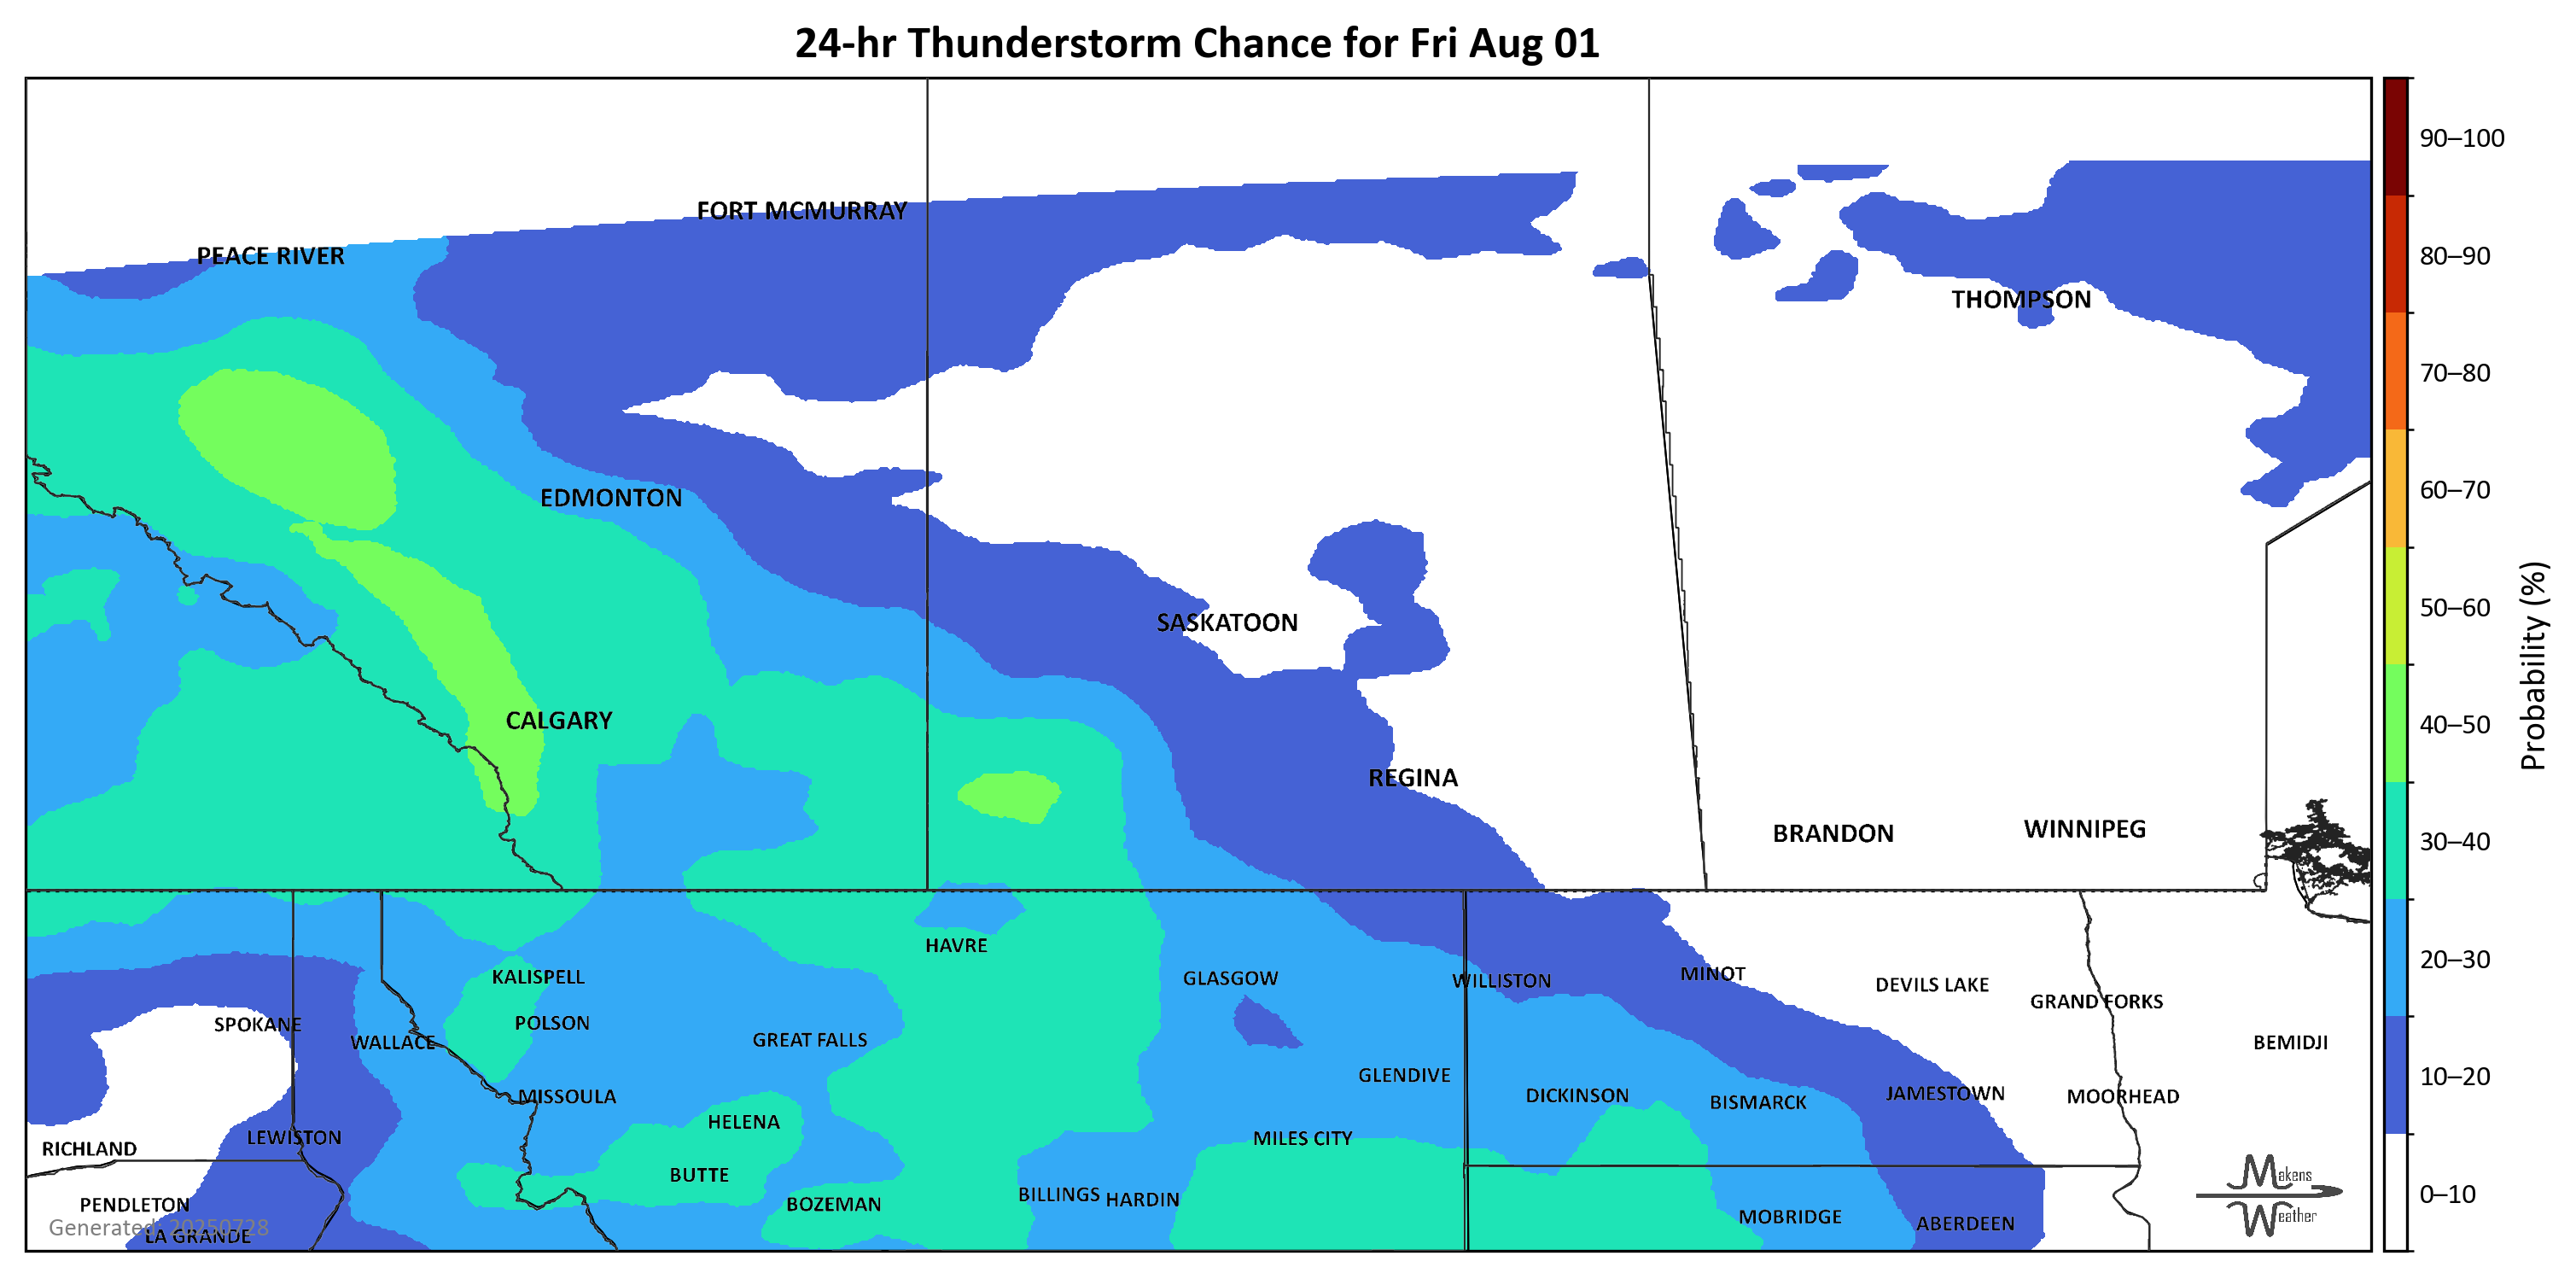 24-hr Thunderstorm Chance for Fri Aug 01
90–100
FORT MCMURRAY
PEACE RIVER
80–90
THOMPSON
70–80
EDMONTON
60–70
SASKATOON
50–60
Probability (%)
CALGARY
40–50
REGINA
BRANDON
WINNIPEG
30–40
HAVRE
20–30
KALISPELL
GLASGOW
WILLISTON
MINOT
DEVILS LAKE
GRAND FORKS
SPOKANE
POLSON
WALLACE
GREAT FALLS
BEMIDJI
GLENDIVE
10–20
MISSOULA
DICKINSON
BISMARCK
JAMESTOWN
MOORHEAD
HELENA
LEWISTON
MILES CITY
RICHLAND
BUTTE
Makens
Weather
0–10
BILLINGS
HARDIN
PENDLETON
BOZEMAN
MOBRIDGE
ABERDEEN
Generated: 20250728
LA GRANDE